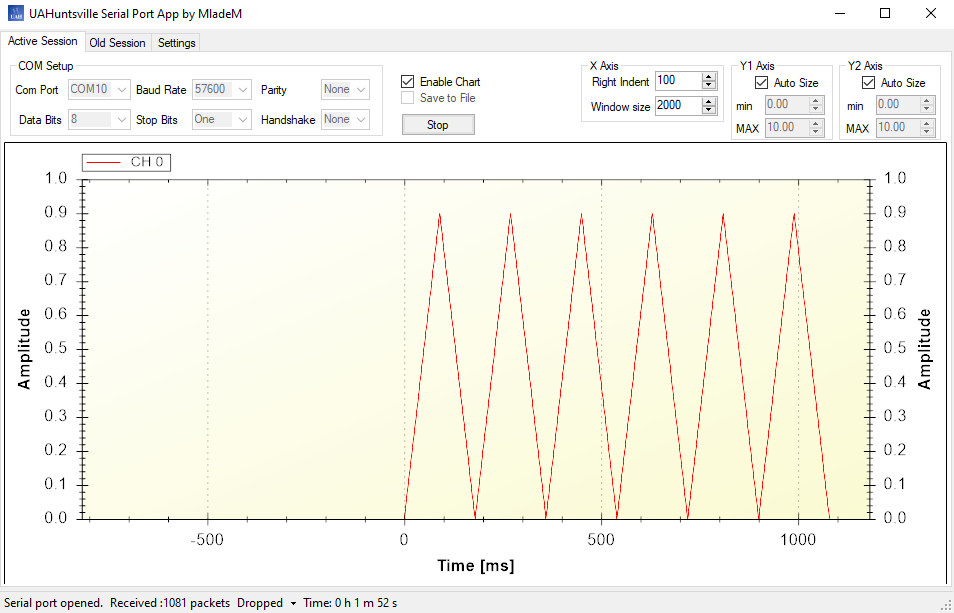 UAHuntsville Serial Port App by MladeM
Active Session Old Session Settings
COM Setup
Com Port COM10 Baud Rate 57600 Parity None
Data Bits 8 Stop Bits One Handshake None
Enable Chart
Save to File
Stop
X Axis
Right Indent 100
Window size 2000
Y1 Axis
Auto Size
min 0.00
MAX 10.00
Y2 Axis
Auto Size
min 0.00
MAX 10.00
CH 0
1.0
0.9
0.8
0.7
0.6
0.5
0.4
0.3
0.2
0.1
0.0
Amplitude
1.0
0.9
0.8
0.7
0.6
0.5
0.4
0.3
0.2
0.1
0.0
Amplitude
-500 0 500 1000
Time [ms]
Serial port opened. Received :1081 packets Dropped Time: 0 h 1 m 52 s